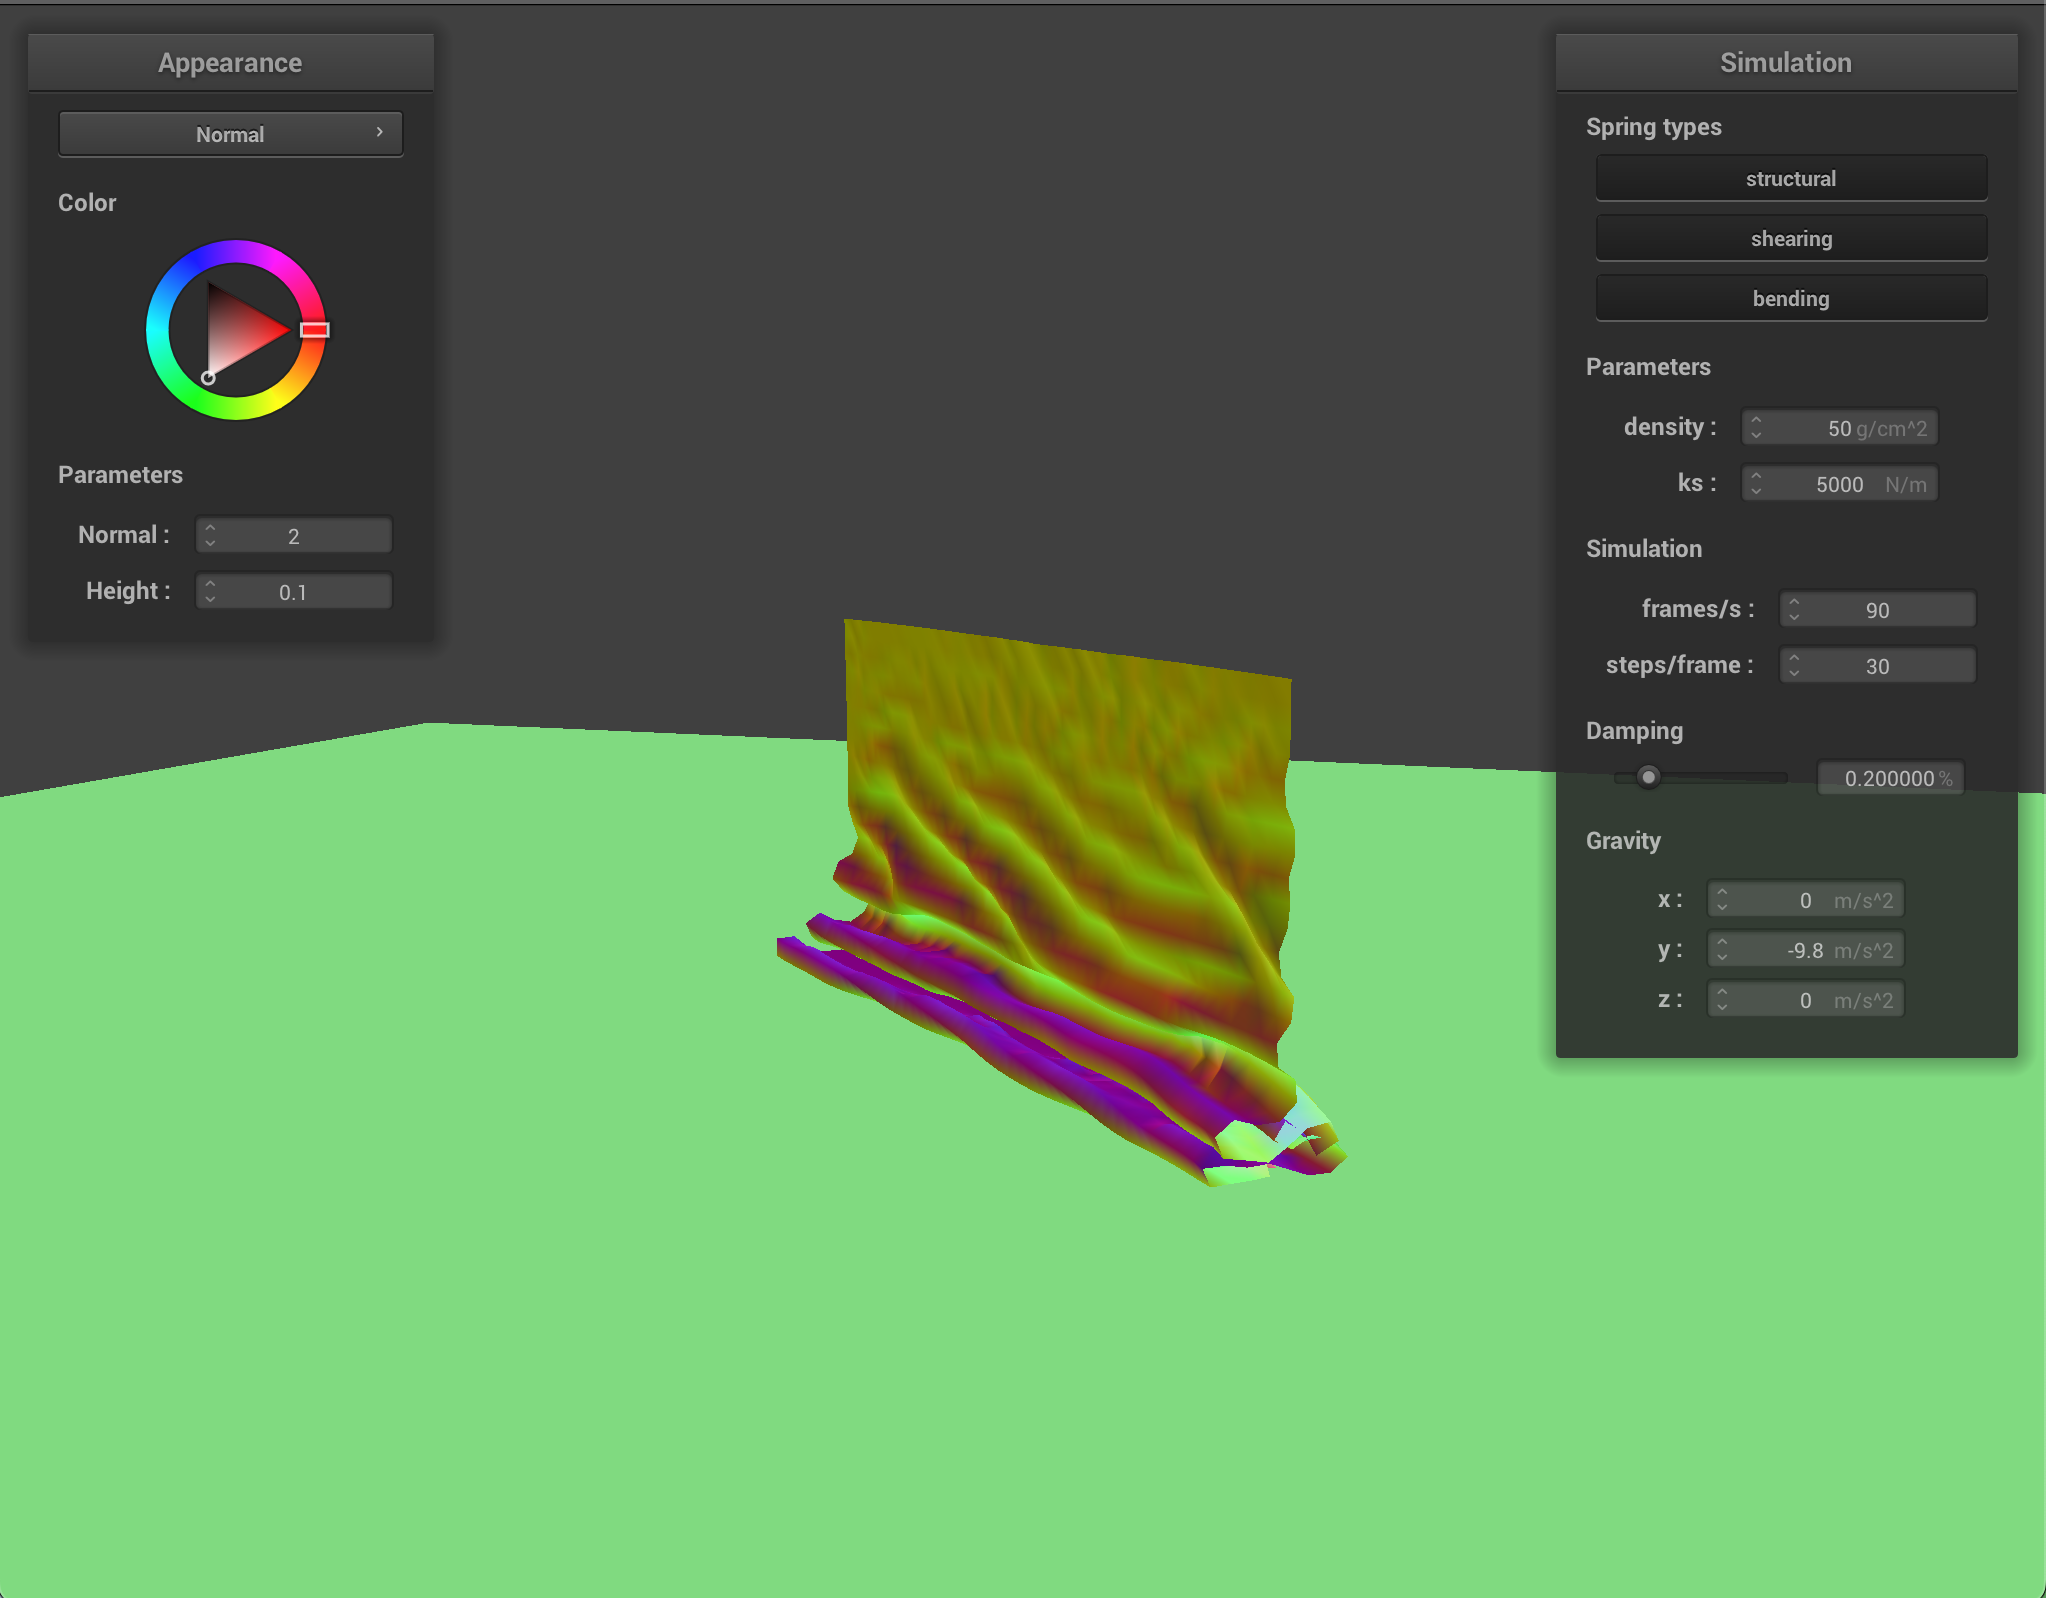 Appearance
Normal
Color
Parameters
Normal :
2
Height :
0.1
Simulation
Spring types
structural
shearing
bending
Parameters
density :
50 g/cm^2
ks :
5000 N/m
Simulation
frames/s :
90
steps/frame :
30
Damping
0.200000 %
Gravity
x :
0 m/s^2
y :
-9.8 m/s^2
z :
0 m/s^2